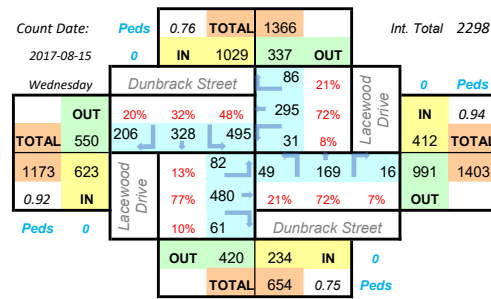 Count Date: Peds 0.76 TOTAL 1366 Int. Total 2298
2017-08-15 0 IN 1029 337 OUT
Wednesday Dunbrack Street 86 21% Lacewood Drive 0 Peds
OUT 20% 32% 48% 295 72% IN 0.94
TOTAL 550 206 328 495 31 8% 412 TOTAL
1173 623 Lacewood Drive 13% 82 49 169 16 991 1403
0.92 IN 77% 480 21% 72% 7% OUT
Peds 0 10% 61 Dunbrack Street
OUT 420 234 IN 0
TOTAL 654 0.75 Peds